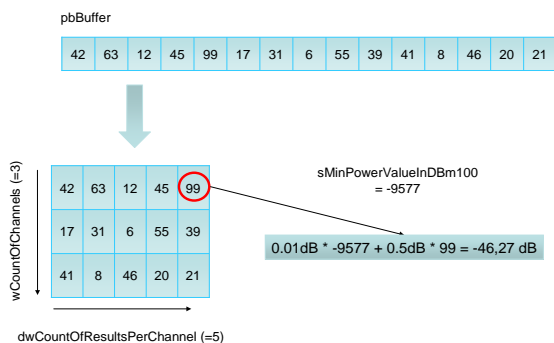 pbBuffer
42 63 12 45 99 17 31 6 55 39 41 8 46 20 21
wCountOfChannels (=3)
42 63 12 45 99
17 31 6 55 39
41 8 46 20 21
dwCountOfResultsPerChannel (=5)
sMinPowerValueInDBm100
= -9577
0.01dB * -9577 + 0.5dB * 99 = -46,27 dB